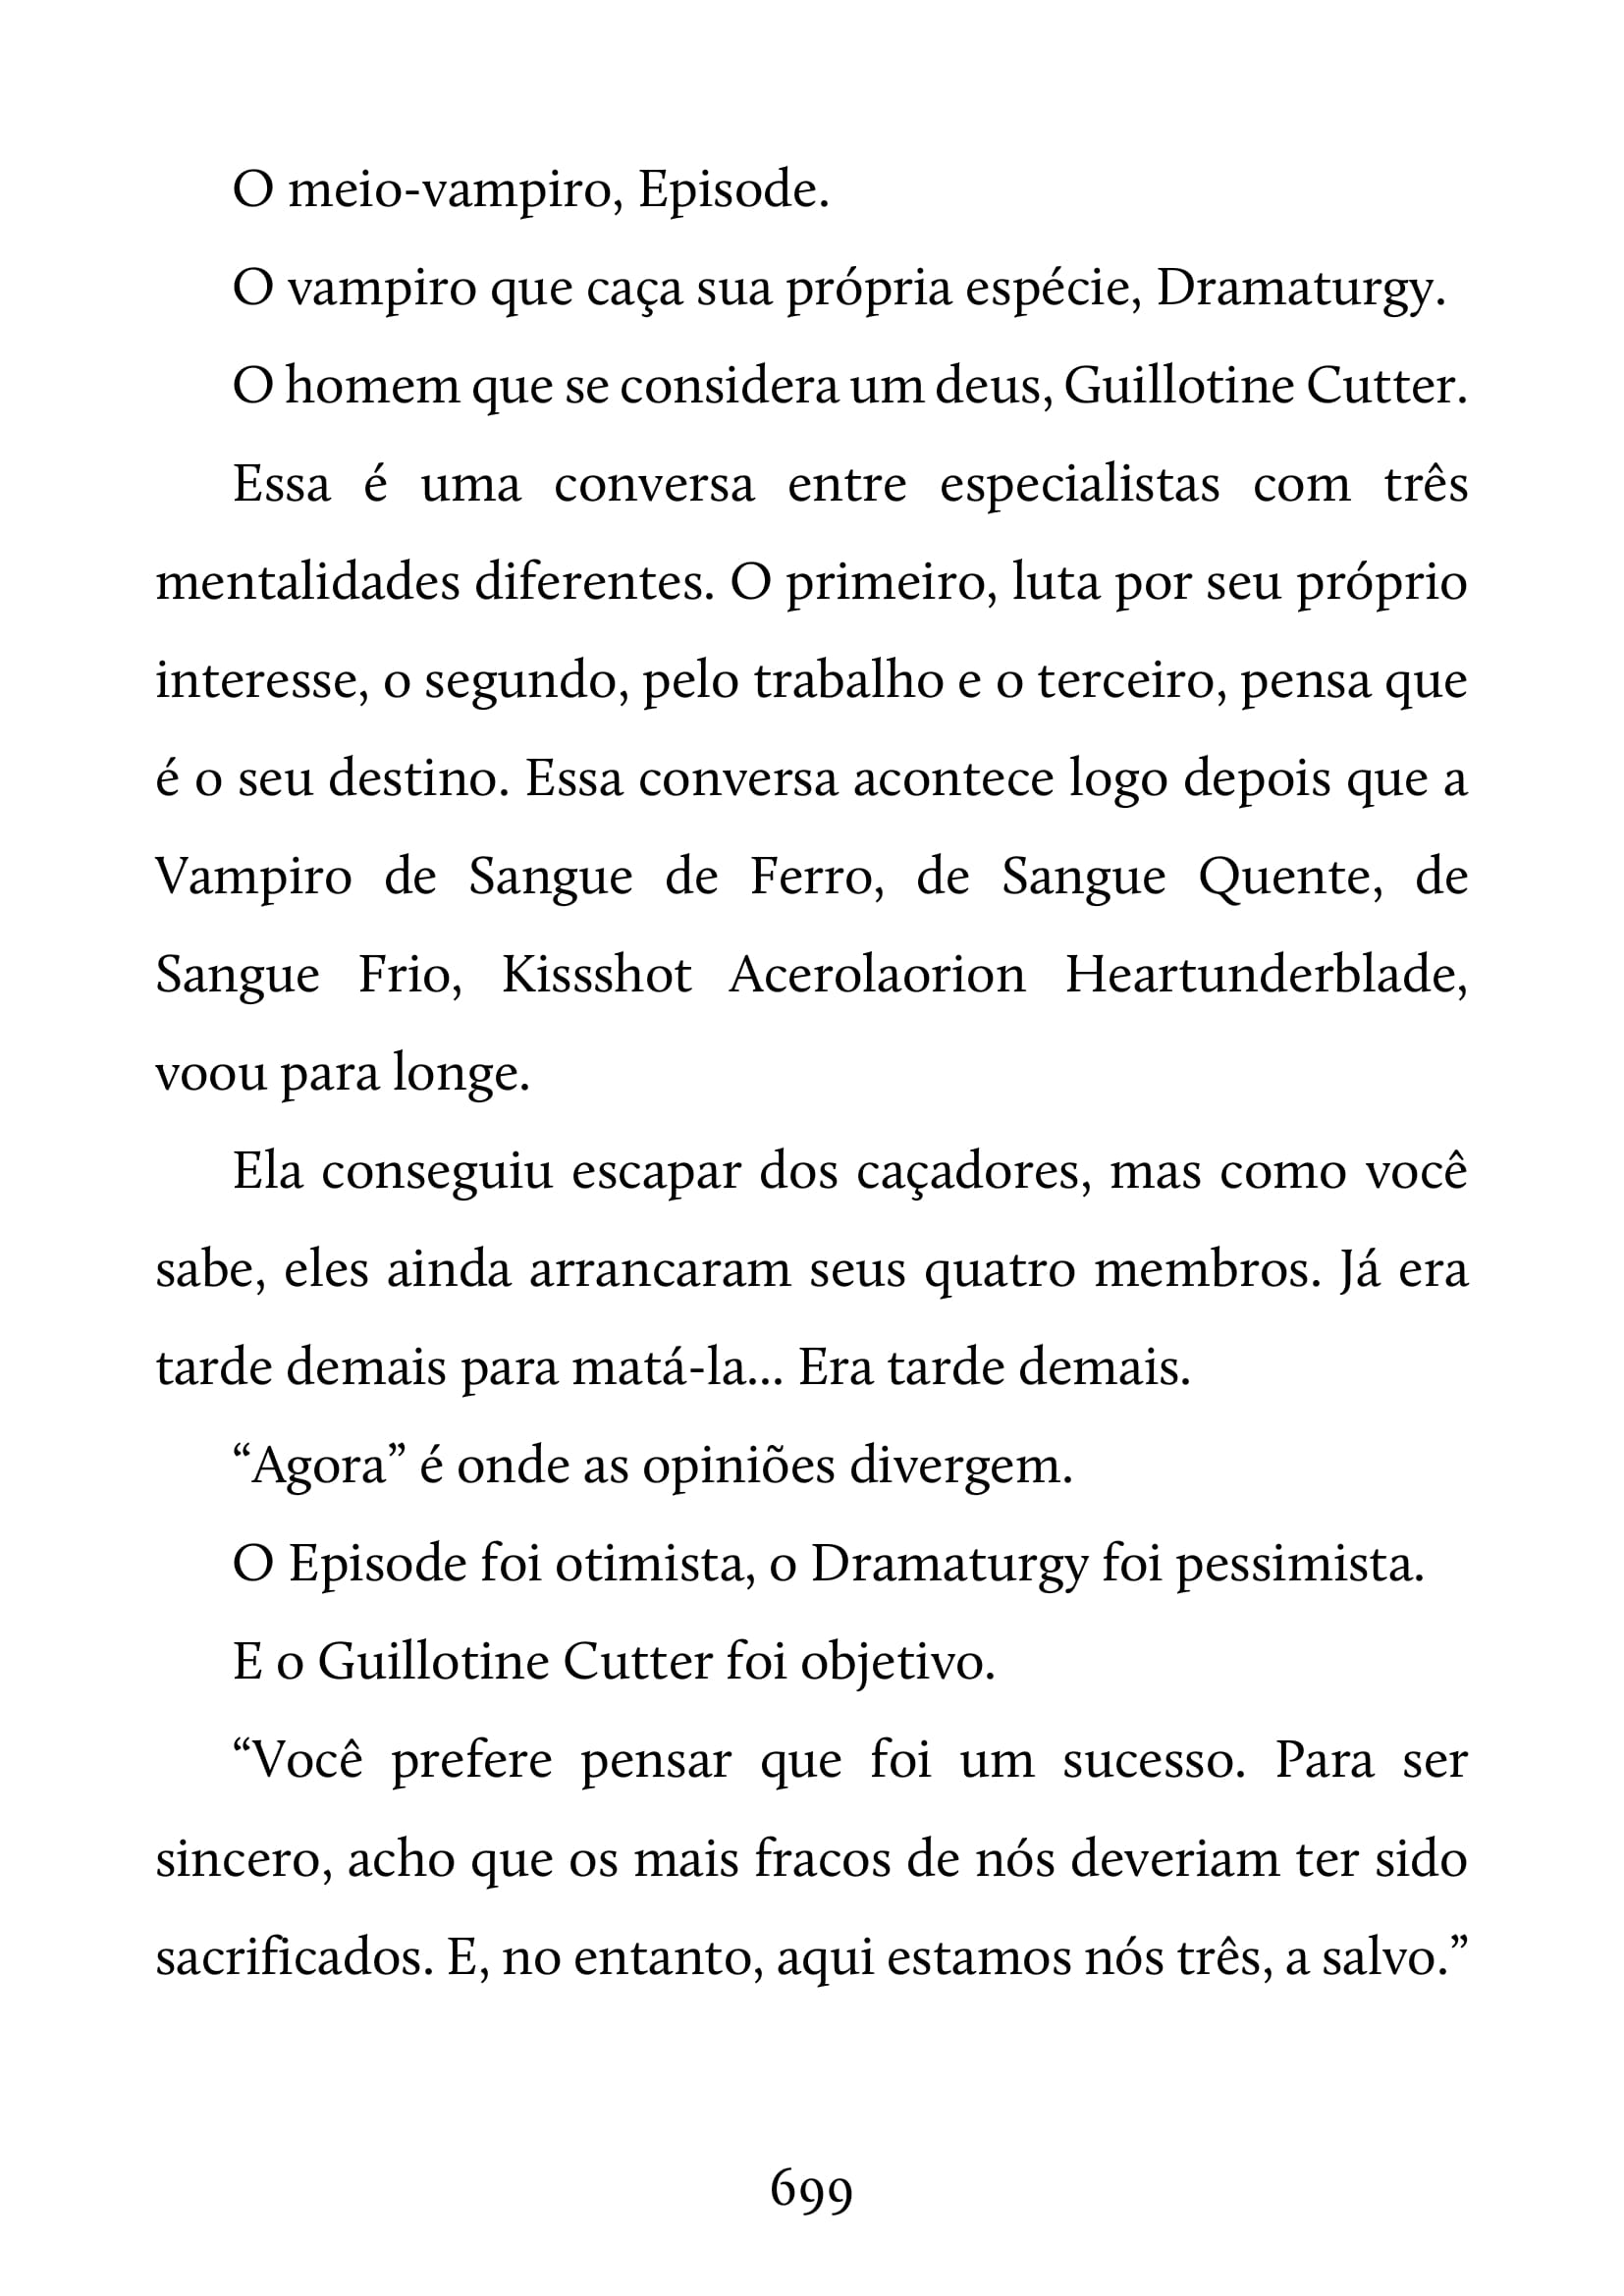 O meio-vampiro, Episode.
O vampiro que caça sua própria espécie, Dramaturgy.
O homem que se considera um deus, Guillotine Cutter.
Essa é uma conversa entre especialistas com três
mentalidades diferentes. O primeiro, luta por seu próprio
interesse, o segundo, pelo trabalho e o terceiro, pensa que
é o seu destino. Essa conversa acontece logo depois que a
Vampiro de Sangue de Ferro, de Sangue Quente, de
Sangue Frio, Kissshot Acerolaorion Heartunderblade,
voou para longe.
Ela conseguiu escapar dos caçadores, mas como você
sabe, eles ainda arrancaram seus quatro membros. Já era
tarde demais para matá-la... Era tarde demais.
“Agora” é onde as opiniões divergem.
O Episode foi otimista, o Dramaturgy foi pessimista.
E o Guillotine Cutter foi objetivo.
“Você prefere pensar que foi um sucesso. Para ser
sincero, acho que os mais fracos de nós deveriam ter sido
sacrificados. E, no entanto, aqui estamos nós três, a salvo.”
699